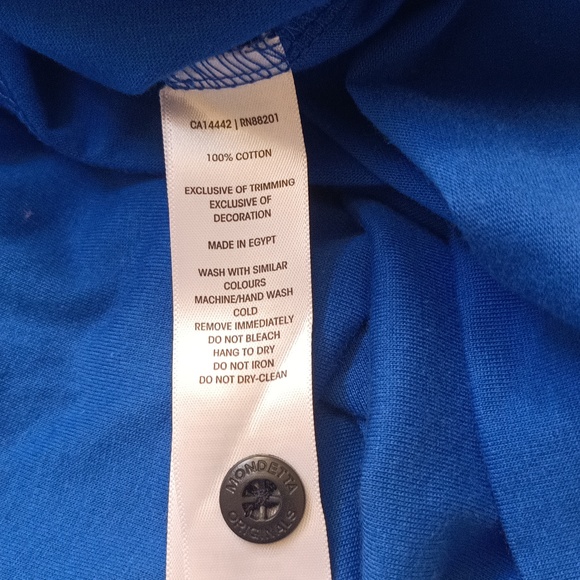 CA14442 | RN88201
100% COTTON
EXCLUSIVE OF TRIMMING
EXCLUSIVE OF
DECORATION
MADE IN EGYPT
WASH WITH SIMILAR
COLOURS
MACHINE/HAND WASH
COLD
REMOVE IMMEDIATELY
DO NOT BLEACH
HANG TO DRY
DO NOT IRON
DO NOT DRY-CLEAN
MONDETTA
ORIGINALS